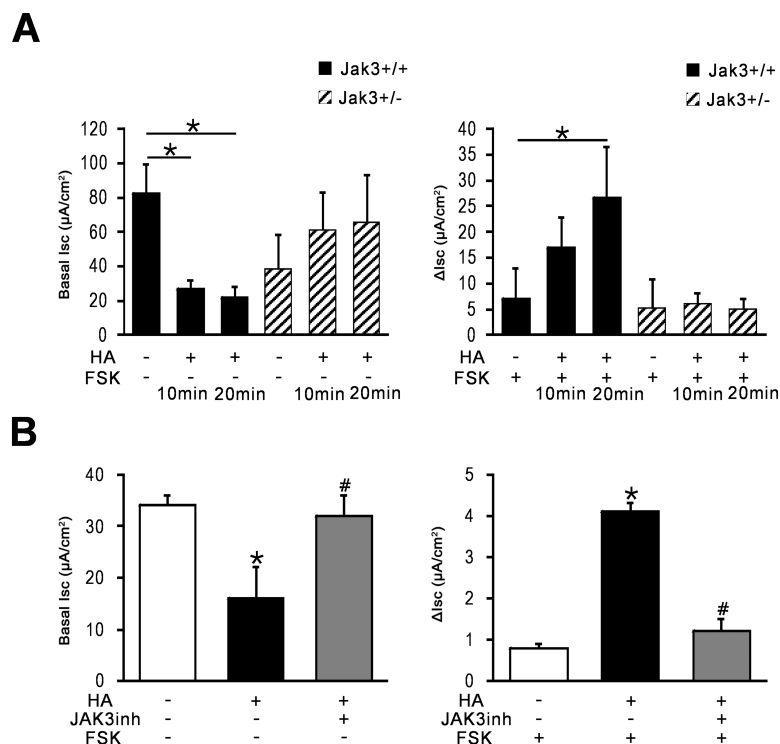 A
Jak3+/+
Jak3+/-
Basal Isc (µA/cm²)
120
100
80
60
40
20
0
*
*
HA - + + - + +
FSK - - - - - -
10min 20min 10min 20min
Jak3+/+
Jak3+/-
ΔIsc (µA/cm²)
40
35
30
25
20
15
10
5
0
*
HA - + + - + +
FSK + + + + + +
10min 20min 10min 20min
B
Basal Isc (µA/cm²)
40
30
20
10
0
*
#
HA - + +
JAK3inh - - +
FSK - - -
ΔIsc (µA/cm²)
5
4
3
2
1
0
*
#
HA - + +
JAK3inh - - +
FSK + + +